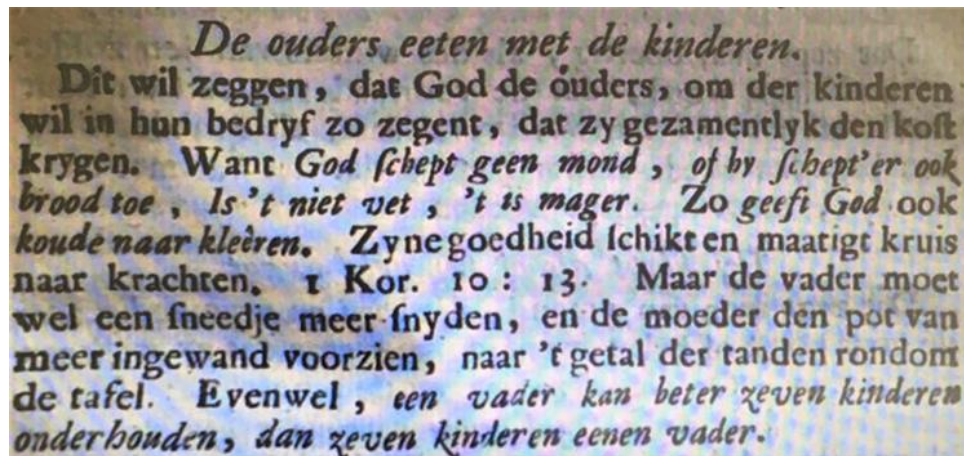 De ouders eeten met de kinderen.
Dit wil zeggen, dat God de ouders, om der kinderen
wil in hun bedryf zo zegent, dat zy gezamentlyk den koſt
krygen. Want God ſchept geen mond, of hy ſchept'er ook
brood toe, Is 't niet vet, 't is mager. Zo geeft God ook
koude naar kleêren. Zyne goedheid ſchikt en maatigt kruis
naar krachten. 1 Kor. 10: 13. Maar de vader moet
wel een ſneedje meer ſnyden, en de moeder den pot van
meer ingewand voorzien, naar 't getal der tanden rondom
de tafel. Evenwel, een vader kan beter zeven kinderen
onderhouden, dan zeven kinderen eenen vader.